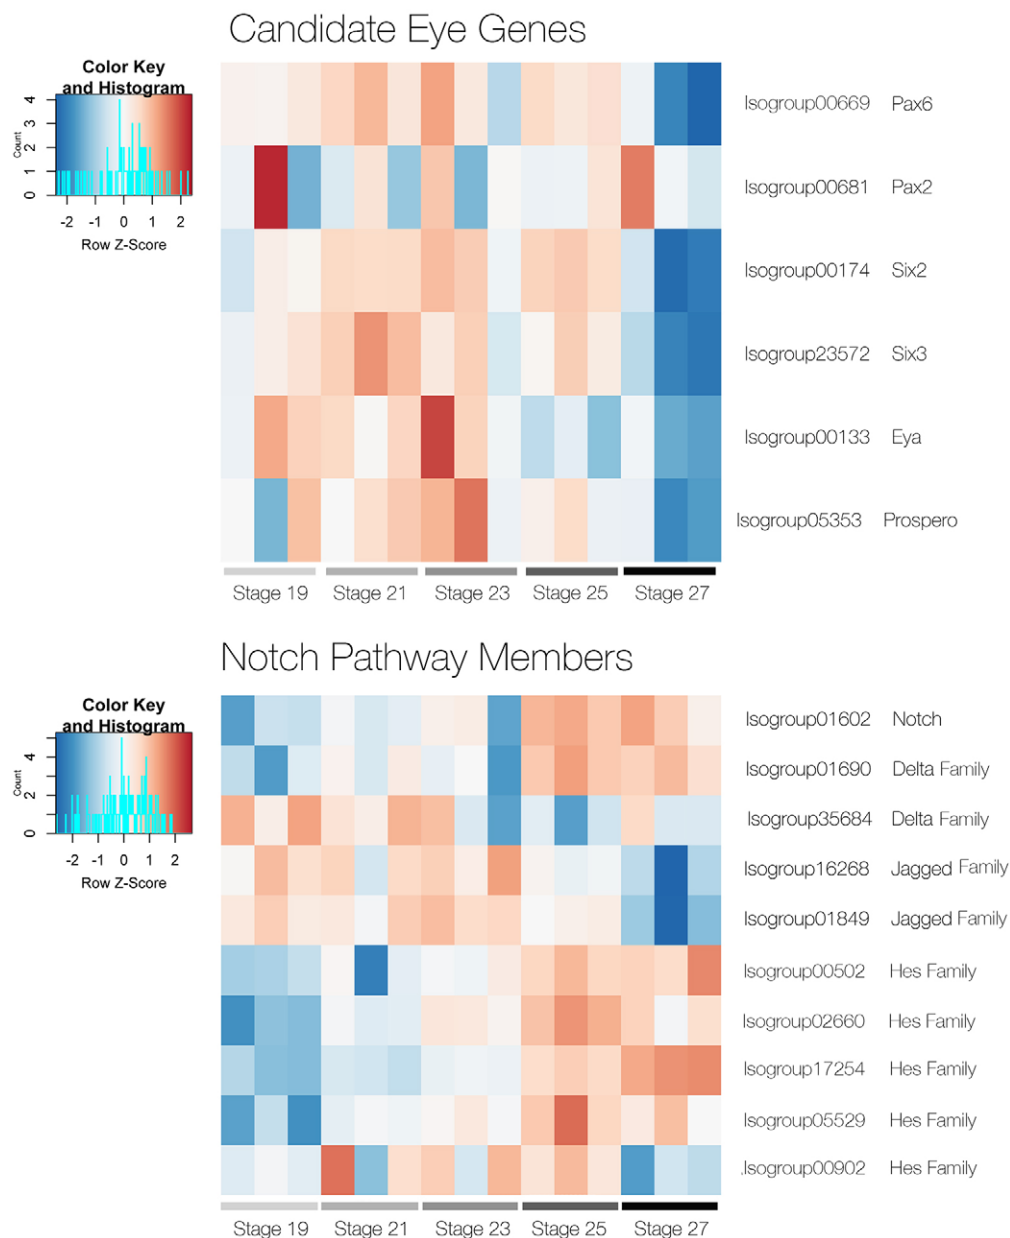 Candidate Eye Genes
Color Key
and Histogram
Count
0 1 2 3 4
-2 -1 0 1 2
Row Z-Score
Isogroup00669 Pax6
Isogroup00681 Pax2
Isogroup00174 Six2
Isogroup23572 Six3
Isogroup00133 Eya
Isogroup05353 Prospero
Stage 19 Stage 21 Stage 23 Stage 25 Stage 27
Notch Pathway Members
Color Key
and Histogram
Count
0 2 4
-2 -1 0 1 2
Row Z-Score
Isogroup01602 Notch
Isogroup01690 Delta Family
Isogroup35684 Delta Family
Isogroup16268 Jagged Family
Isogroup01849 Jagged Family
Isogroup00502 Hes Family
Isogroup02660 Hes Family
Isogroup17254 Hes Family
Isogroup05529 Hes Family
.Isogroup00902 Hes Family
Stage 19 Stage 21 Stage 23 Stage 25 Stage 27